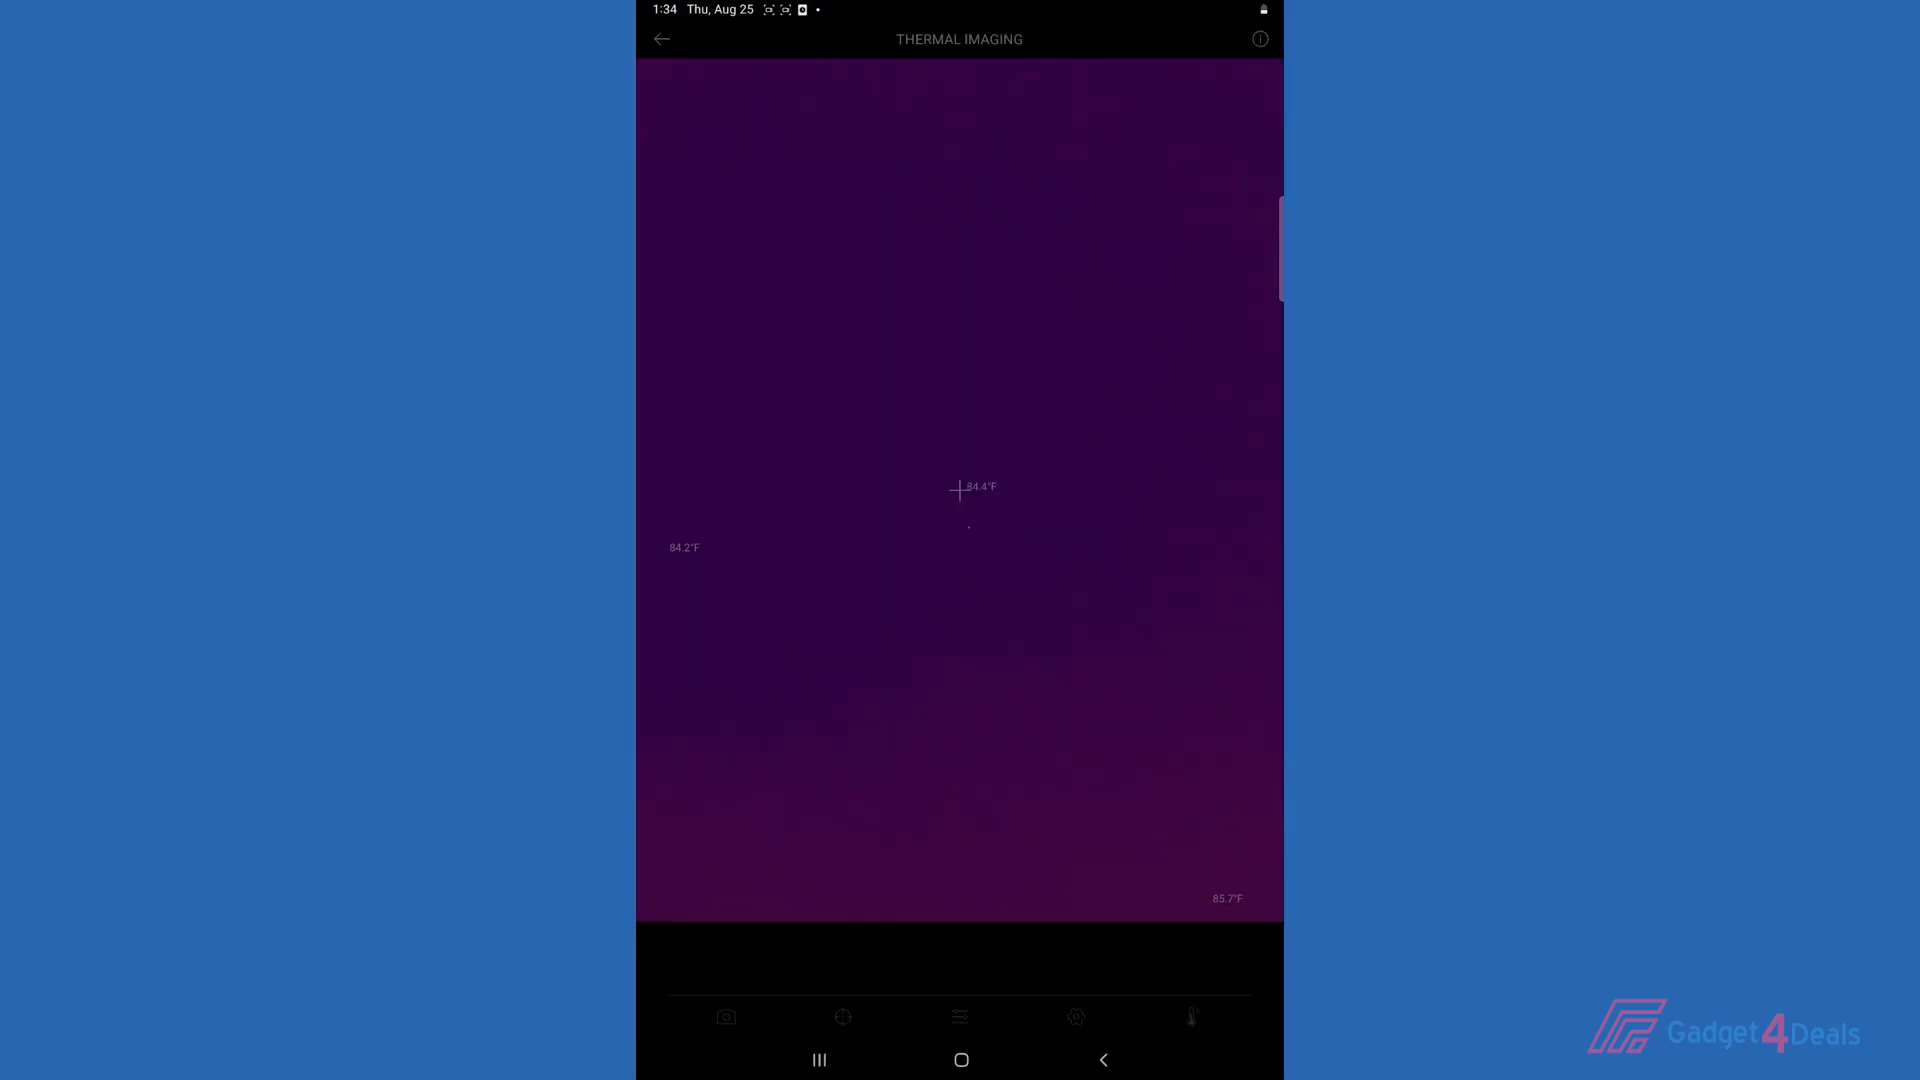 1:34 Thu, Aug 25
THERMAL IMAGING
84.4°F
84.2°F
85.7°F
Gadget4Deals